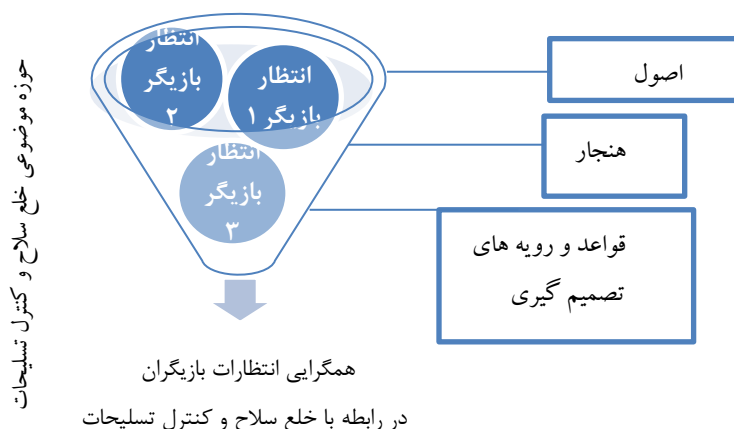 حوزه موضوعی خلع سلاح و کنترل تسلیحات
انتظار
بازیگر
۲
انتظار
بازیگر ۱
انتظار
بازیگر
۳
اصول
هنجار
قواعد و رویه های
تصمیم گیری
همگرایی انتظارات بازیگران
در رابطه با خلع سلاح و کنترل تسلیحات